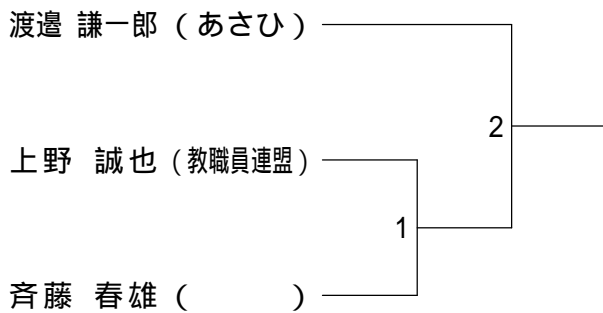 渡邉 謙一郎 ( あさひ )
2
上野 誠也 ( 教職員連盟 )
1
斉藤 春雄 ( )